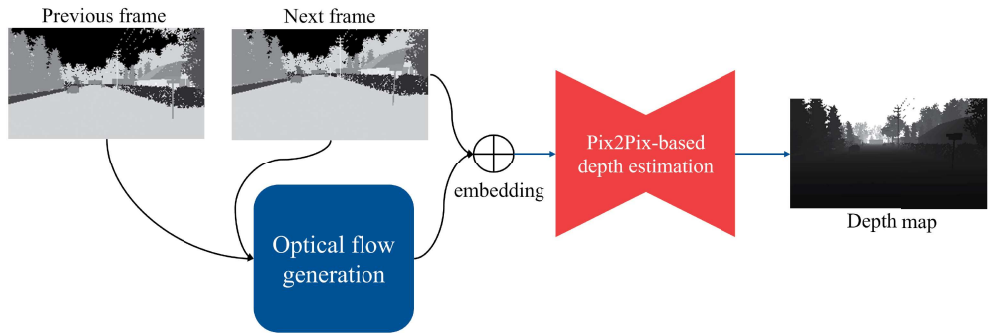 Previous frame
Next frame
Optical flow
generation
embedding
Pix2Pix-based
depth estimation
Depth map